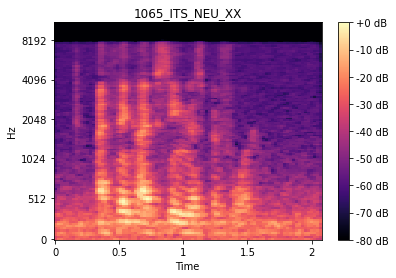 1065_ITS_NEU_XX
Hz
8192
4096
2048
1024
512
0
0
0.5
1
1.5
2
Time
+0 dB
-10 dB
-20 dB
-30 dB
-40 dB
-50 dB
-60 dB
-70 dB
-80 dB